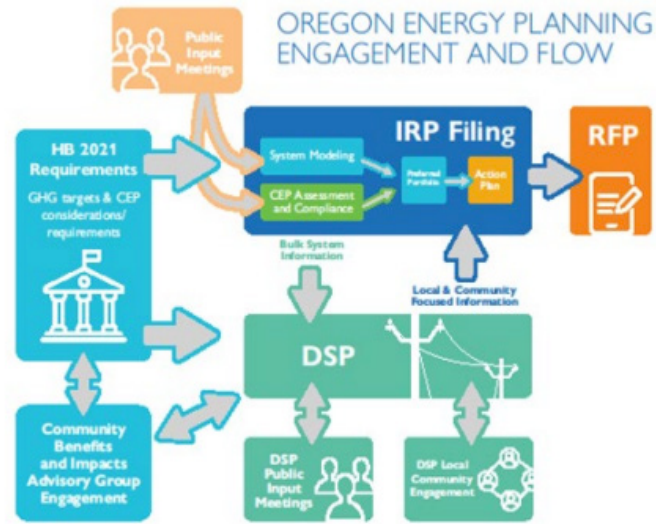 OREGON ENERGY PLANNING
ENGAGEMENT AND FLOW
Public
Input
Meetings
HB 2021
Requirements
GHG targets & CEP
considerations/
requirements
IRP Filing
System Modeling
CEP Assessment
and Compliance
Preferred
Portfolio
Action
Plan
RFP
Bulk System
Information
Local & Community
Focused Information
DSP
Community
Benefits
and Impacts
Advisory Group
Engagement
DSP
Public
Input
Meetings
DSP Local
Community
Engagement